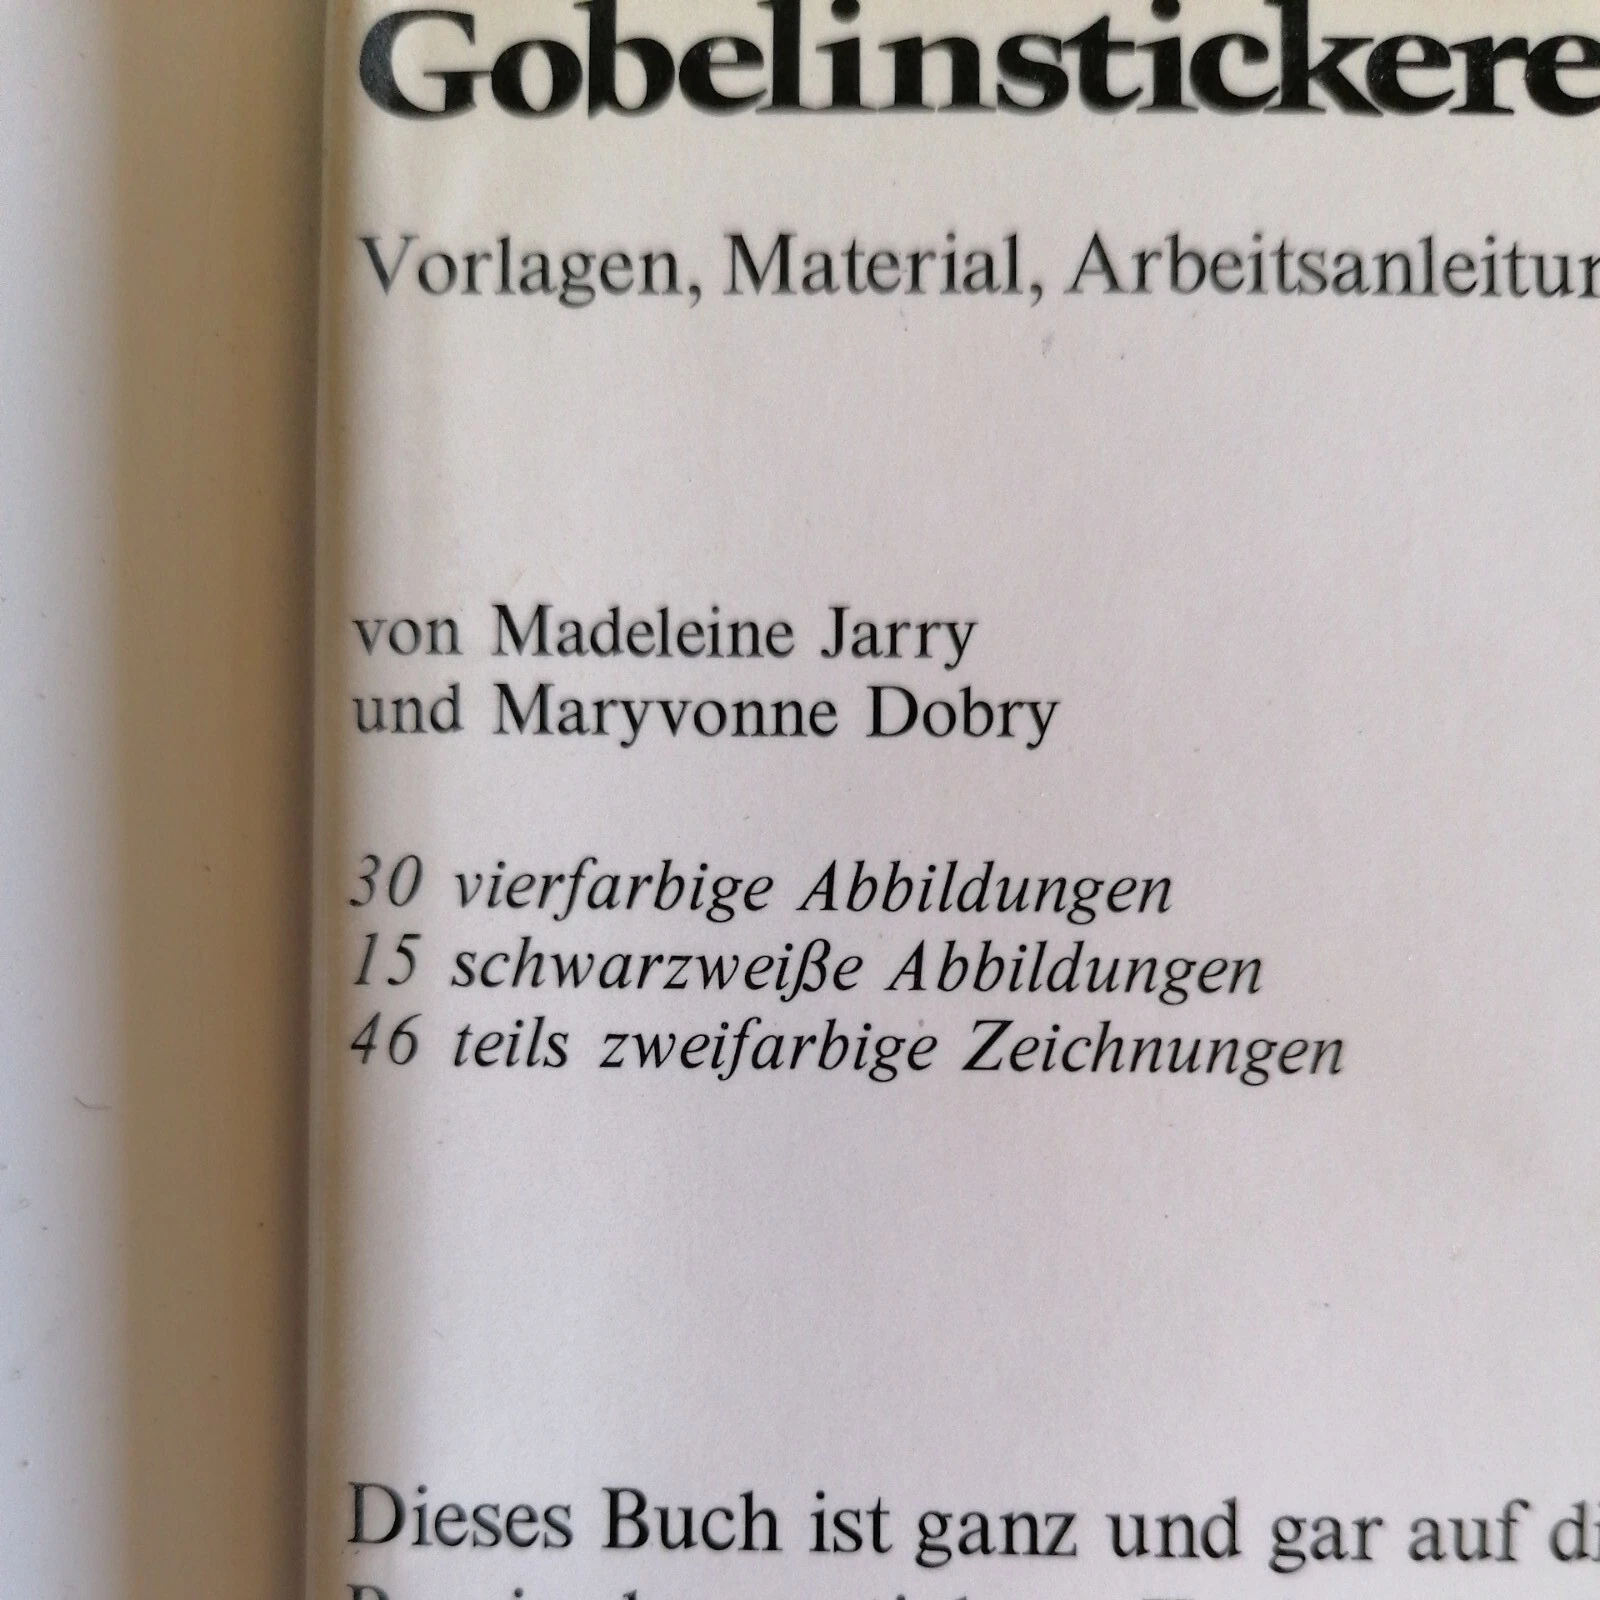 Gobelinstickere
Vorlagen, Material, Arbeitsanleitun
von Madeleine Jarry
und Maryvonne Dobry
30 vierfarbige Abbildungen
15 schwarzweiße Abbildungen
46 teils zweifarbige Zeichnungen
Dieses Buch ist ganz und gar auf di